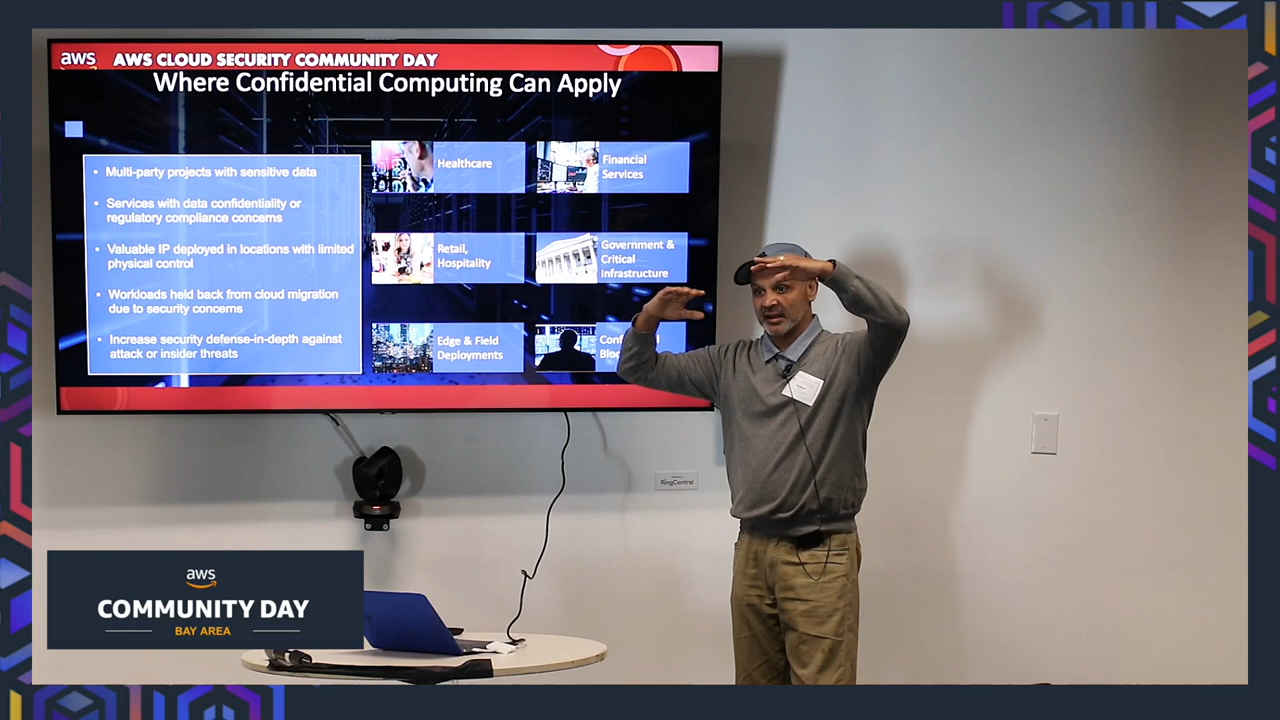 aws
AWS CLOUD SECURITY COMMUNITY DAY
Where Confidential Computing Can Apply
• Multi-party projects with sensitive data
• Services with data confidentiality or
regulatory compliance concerns
• Valuable IP deployed in locations with limited
physical control
• Workloads held back from cloud migration
due to security concerns
• Increase security defense-in-depth against
attack or insider threats
Healthcare
Financial
Services
Retail,
Hospitality
Government &
Critical
Infrastructure
Edge & Field
Deployments
RingCentral
aws
COMMUNITY DAY
BAY AREA